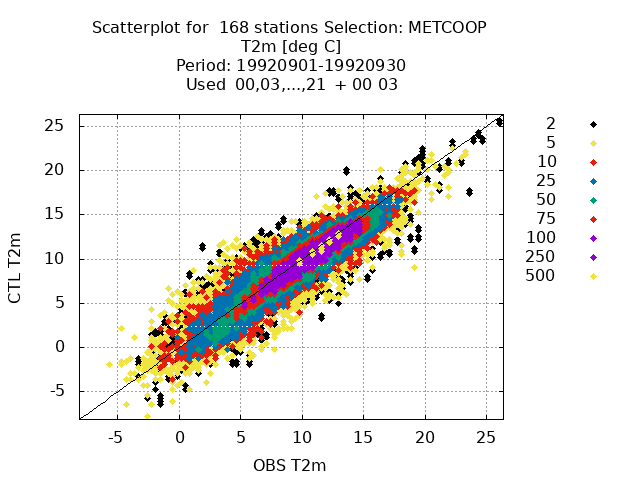 Scatterplot for  168 stations Selection: METCOOP
T2m [deg C]
Period: 19920901-19920930
Used  00,03,...,21  + 00 03
CTL T2m
25
20
15
10
5
0
-5
-5 0 5 10 15 20 25
OBS T2m
2
5
10
25
50
75
100
250
500